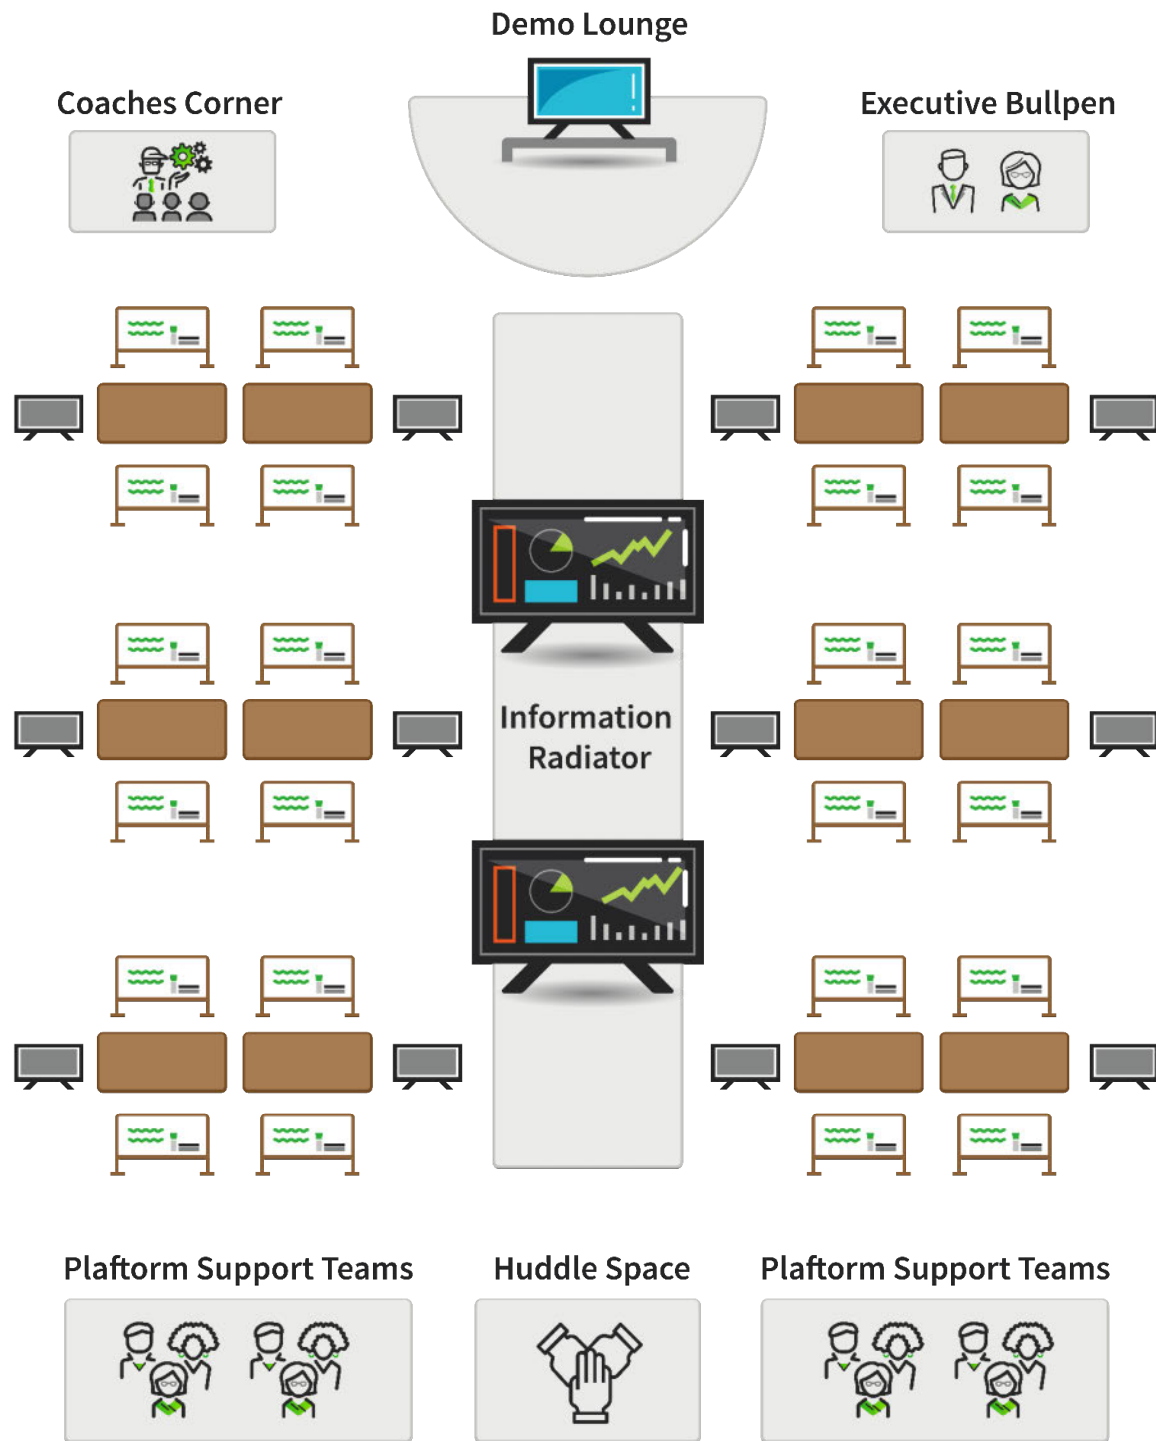 Demo Lounge
Coaches Corner
Executive Bullpen
Information
Radiator
Plaftorm Support Teams
Huddle Space
Plaftorm Support Teams